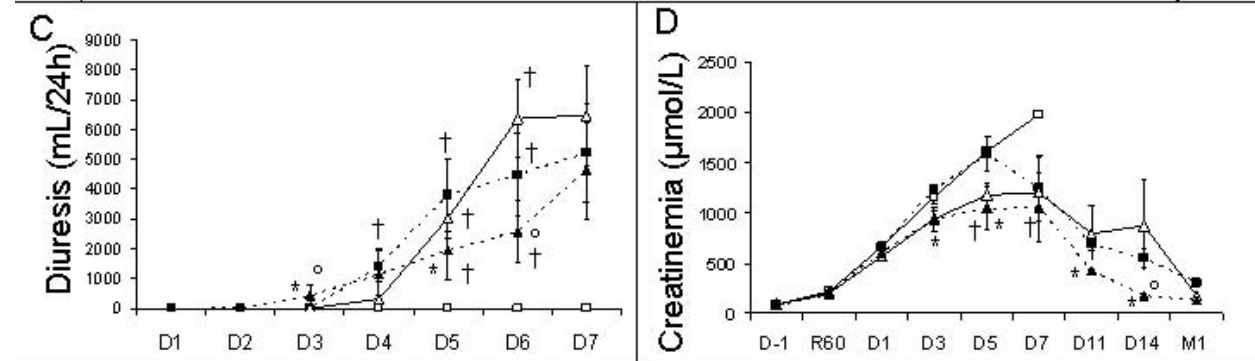 C
Diuresis (mL/24h)
9000
8000
7000
6000
5000
4000
3000
2000
1000
0
D1 D2 D3 D4 D5 D6 D7
* ° † † * † † † ° †
D
Creatinemia (µmol/L)
2500
2000
1500
1000
500
0
D-1 R60 D1 D3 D5 D7 D11 D14 M1
* † * † * † * °